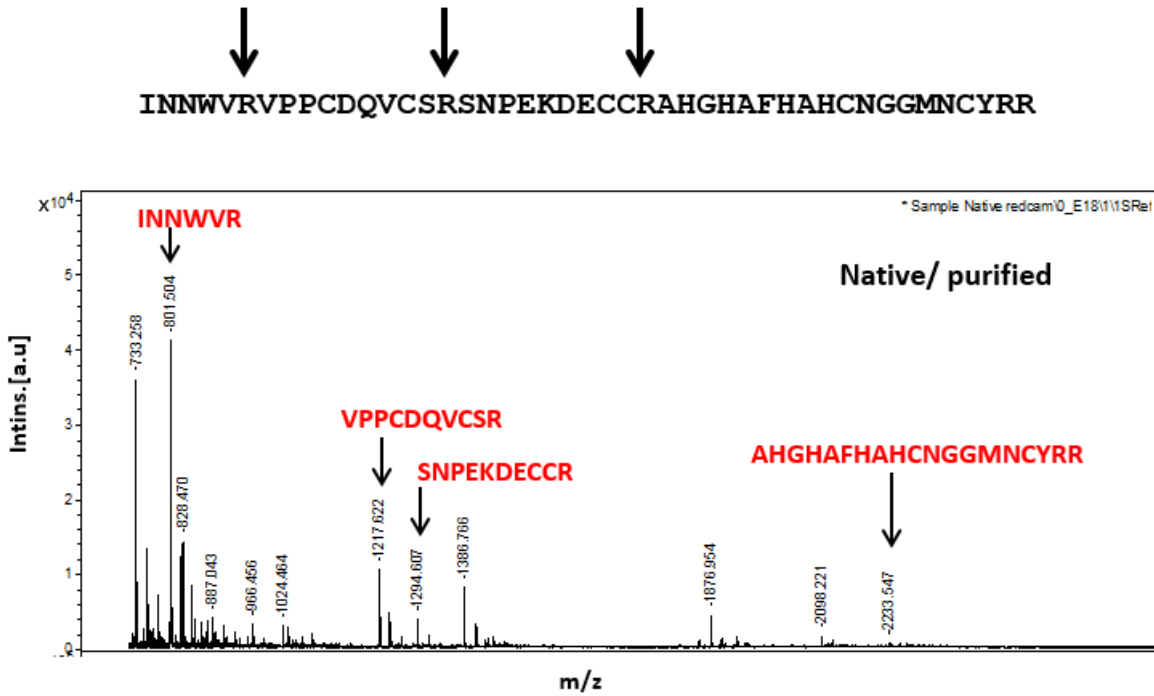 INNWVRVPPCDQVCSRSNPEKDECCRAHGHAFHAHCNGGMNCYRR
x10⁴
* Sample Native redcam\0_E18\1\1SRef
INNWVR
Native/ purified
5
4
3
2
1
0
Intins.[a.u]
733.258
801.504
828.470
887.043
966.456
1024.464
VPPCDQVCSR
1217.622
SNPEKDECCR
1294.607
1386.766
1876.954
2098.221
AHGHAFHAHCNGGMNCYRR
2233.547
m/z